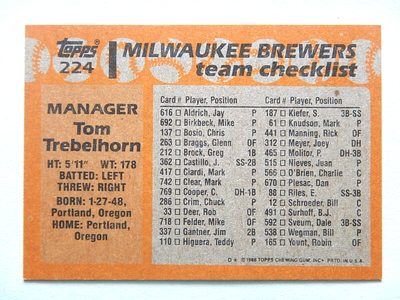 Topps
224
MILWAUKEE BREWERS
team checklist
MANAGER
Tom
Trebelhorn
HT: 5'11" WT: 178
BATTED: LEFT
THREW: RIGHT
BORN: 1-27-48,
Portland, Oregon
HOME: Portland,
Oregon
Card # Player, Position
616 Aldrich, Jay P
692 Birkbeck, Mike P
137 Bosio, Chris P
263 Braggs, Glenn OF
212 Brock, Greg 1B
362 Castillo, J. SS-2B
417 Ciardi, Mark P
742 Clear, Mark P
769 Cooper, C. DH-1B
286 Crim, Chuck P
33 Deer, Rob OF
718 Felder, Mike OF
337 Gantner, Jim 2B
110 Higuera, Teddy P
Card # Player, Position
187 Kiefer, S. 3B-SS
61 Knudson, Mark P
441 Manning, Rick OF
312 Meyer, Joey DH
465 Molitor, P. DH-3B
515 Nieves, Juan P
566 O'Brien, Charlie C
670 Plesac, Dan P
88 Riles, E. SS-3B
12 Schroeder, Bill C
491 Surhoff, B.J. C
592 Sveum, Dale 3B-SS
538 Wegman, Bill P
165 Yount, Robin OF
© 1988 TOPPS CHEWING GUM, INC. PRTD. IN U.S.A.